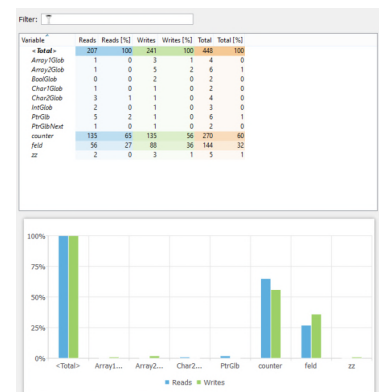 Filter:
Variable Reads Reads [%] Writes Writes [%] Total Total [%]
<Total> 207 100 241 100 448 100
Array1Glob 1 0 3 1 4 0
Array2Glob 1 0 5 2 6 1
BoolGlob 0 0 2 0 2 0
Char1Glob 1 0 1 0 2 0
Char2Glob 3 1 1 0 4 0
IntGlob 2 0 1 0 3 0
PtrGlb 5 2 1 0 6 1
PtrGlbNext 1 0 1 0 2 0
counter 135 65 135 56 270 60
feld 56 27 88 36 144 32
zz 2 0 3 1 5 1
100%
75%
50%
25%
0%
<Total> Array1... Array2... Char2... PtrGlb counter feld zz
Reads Writes